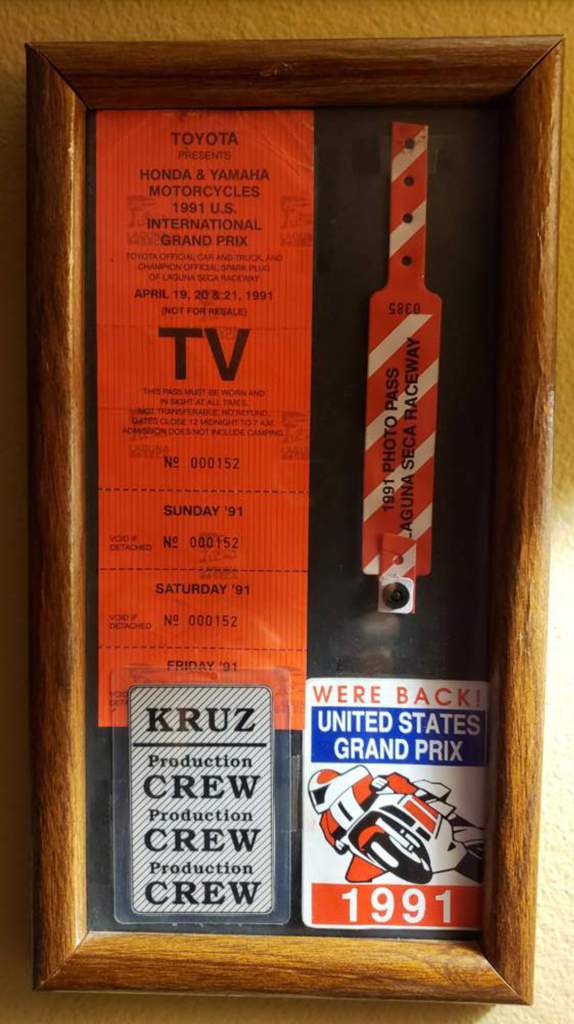 TOYOTA
PRESENTS
HONDA & YAMAHA
MOTORCYCLES
1991 U.S.
INTERNATIONAL
GRAND PRIX
TOYOTA OFFICIAL CAR AND TRUCK, AND
CHAMPION OFFICIAL SPARK PLUG
OF LAGUNA SECA RACEWAY
APRIL 19, 20 & 21, 1991
(NOT FOR RESALE)
TV
THIS PASS MUST BE WORN AND
IN SIGHT AT ALL TIMES.
NOT TRANSFERABLE, NO REFUND.
GATES CLOSE 12 MIDNIGHT TO 7 A.M.
ADMISSION DOES NOT INCLUDE CAMPING.
Nº 000152
SUNDAY '91
VOID IF
DETACHED
Nº 000152
SATURDAY '91
VOID IF
DETACHED
Nº 000152
FRIDAY '91
VOID
DETA
0385
1991 PHOTO PASS
LAGUNA SECA RACEWAY
KRUZ
Production
CREW
Production
CREW
Production
CREW
WERE BACK!
UNITED STATES
GRAND PRIX
1991